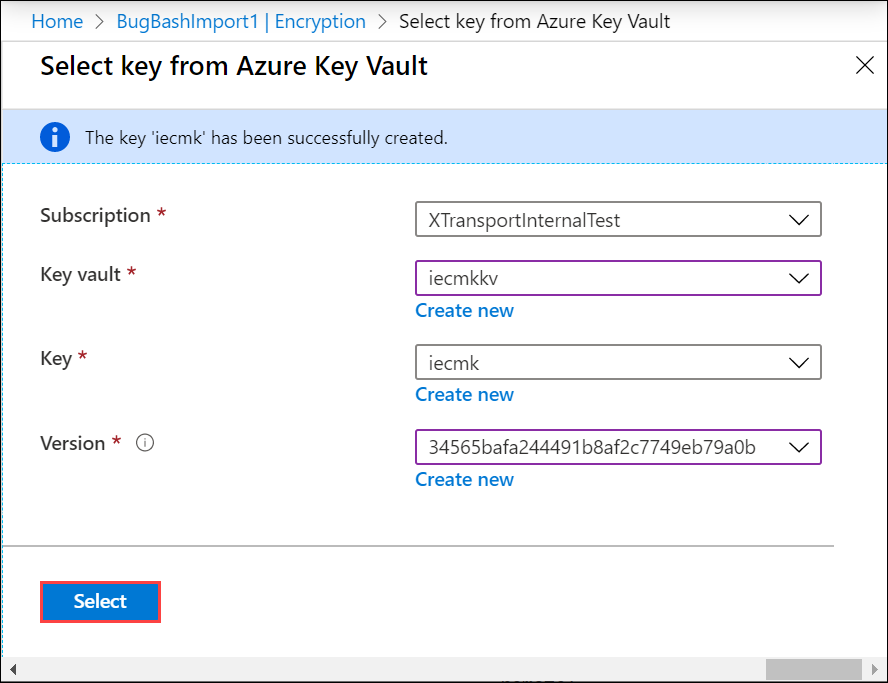 Home > BugBashImport1 | Encryption > Select key from Azure Key Vault
Select key from Azure Key Vault
The key 'iecmk' has been successfully created.
Subscription *
XTransportInternalTest
Key vault *
iecmkkv
Create new
Key *
iecmk
Create new
Version *
34565bafa244491b8af2c7749eb79a0b
Create new
Select